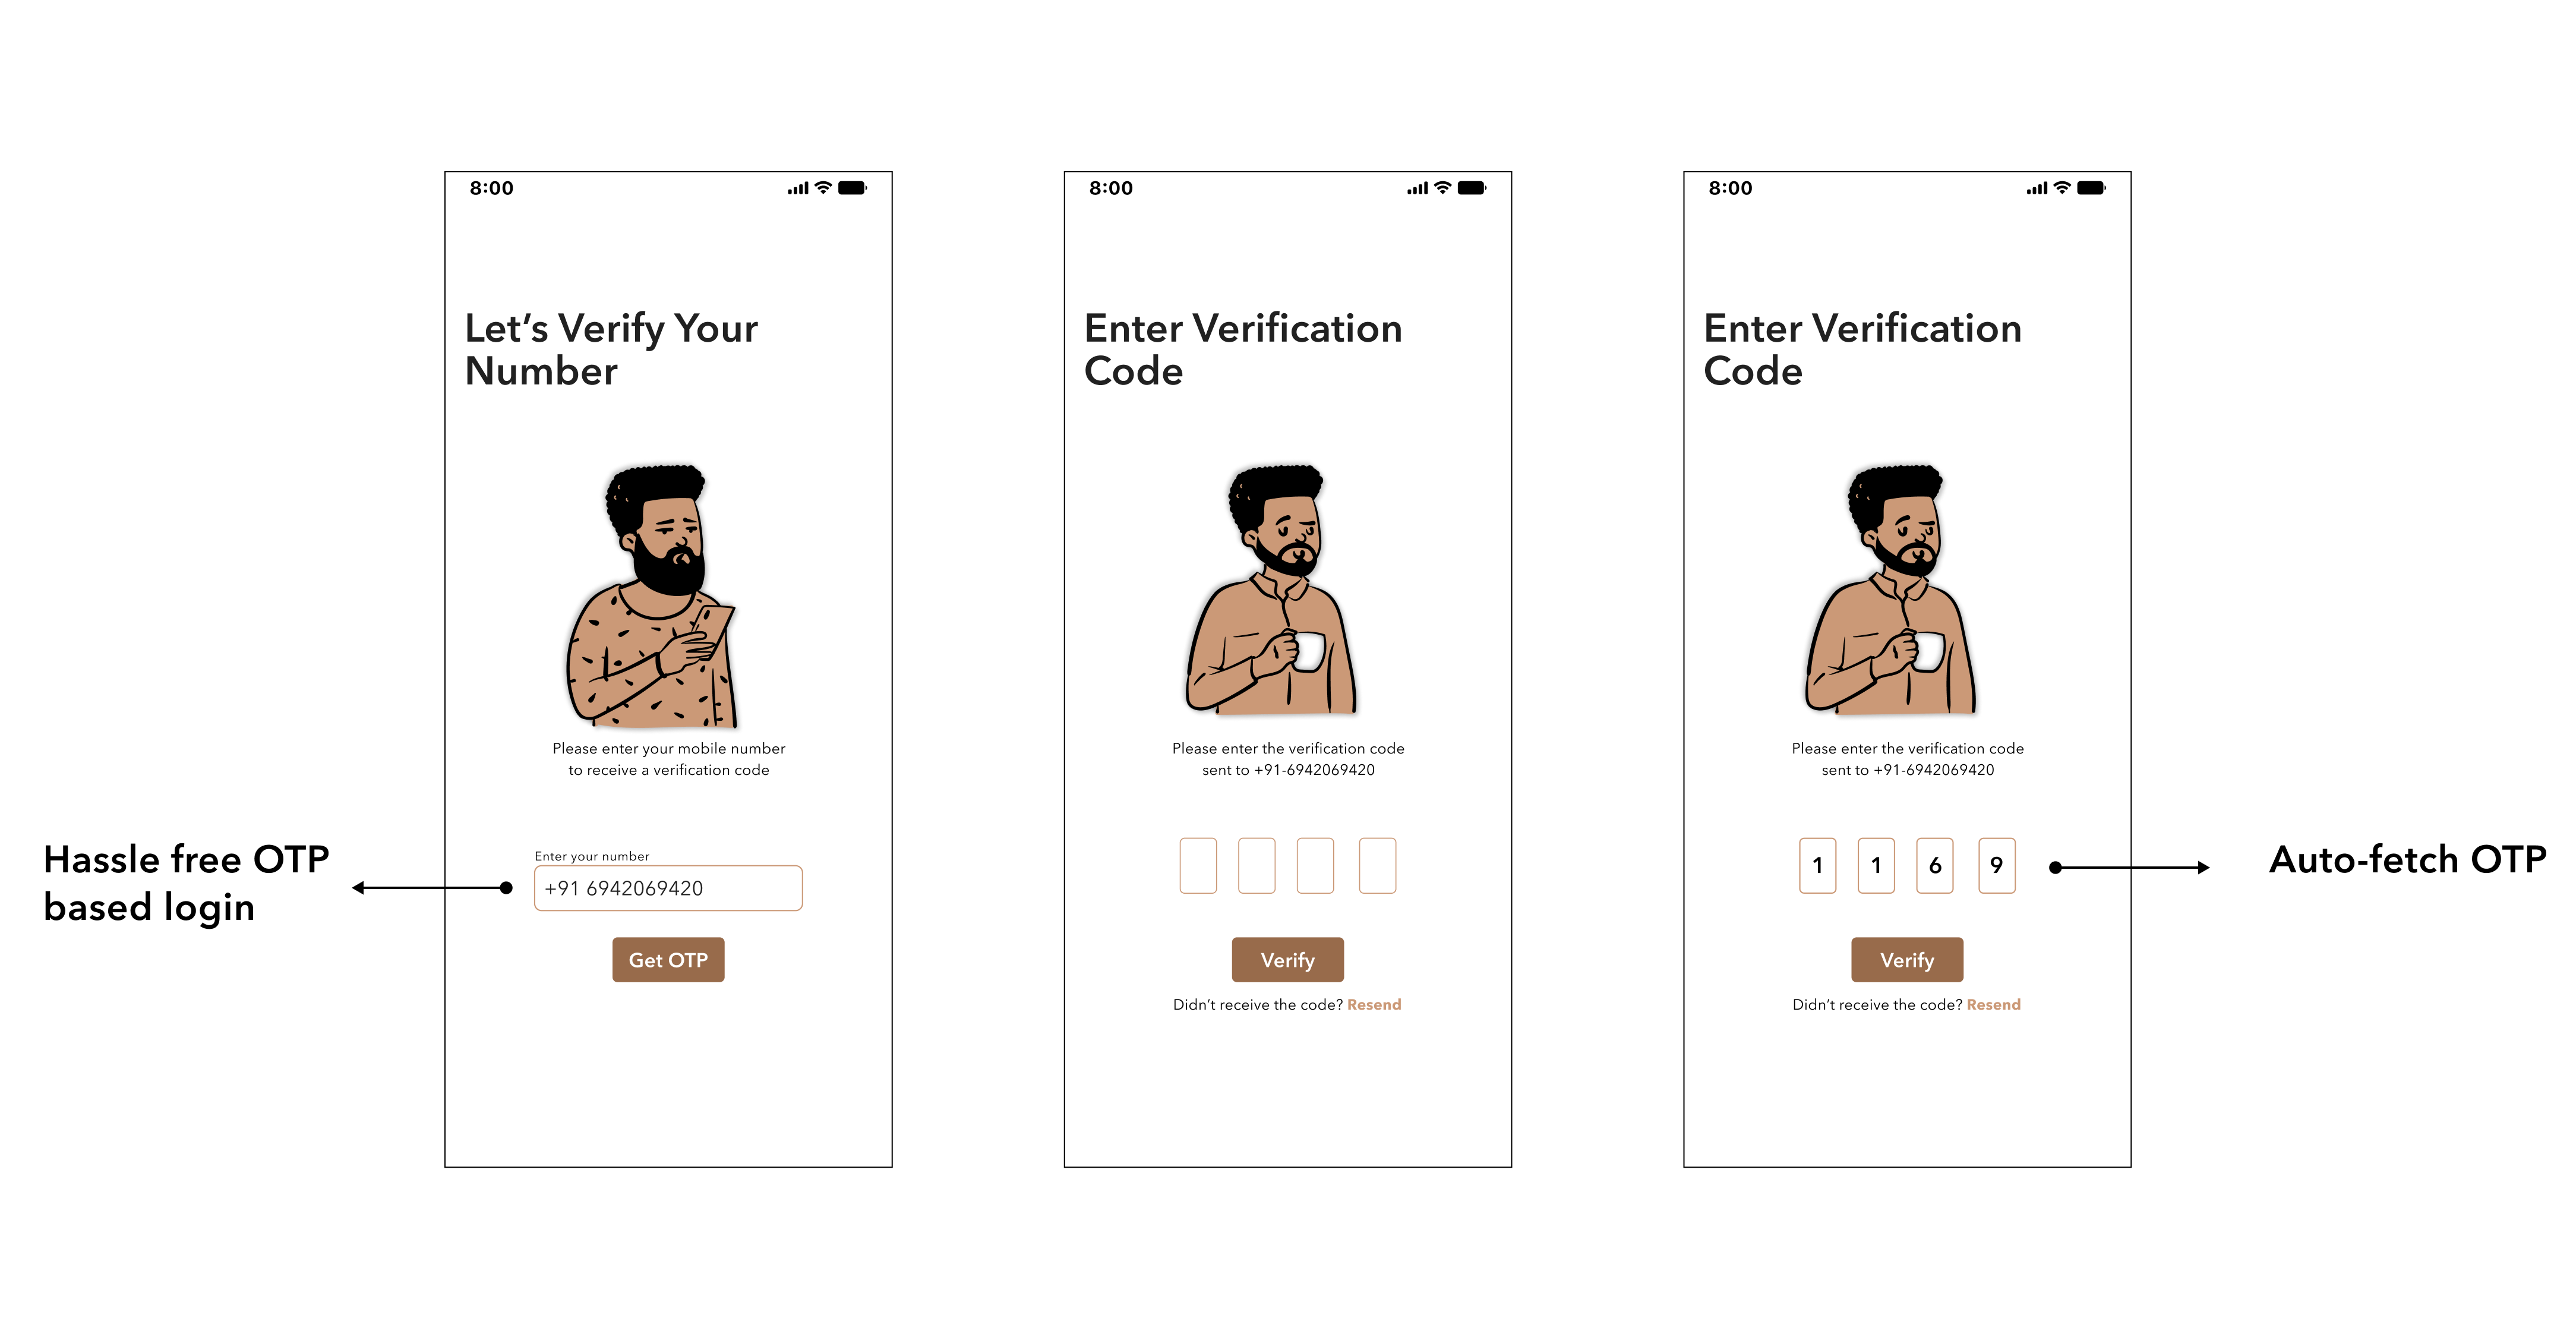 8:00
Let’s Verify Your
Number
Please enter your mobile number
to receive a verification code
Enter your number
+91 6942069420
Get OTP
Hassle free OTP
based login
8:00
Enter Verification
Code
Please enter the verification code
sent to +91-6942069420
Verify
Didn’t receive the code? Resend
8:00
Enter Verification
Code
Please enter the verification code
sent to +91-6942069420
1 1 6 9
Verify
Didn’t receive the code? Resend
Auto-fetch OTP